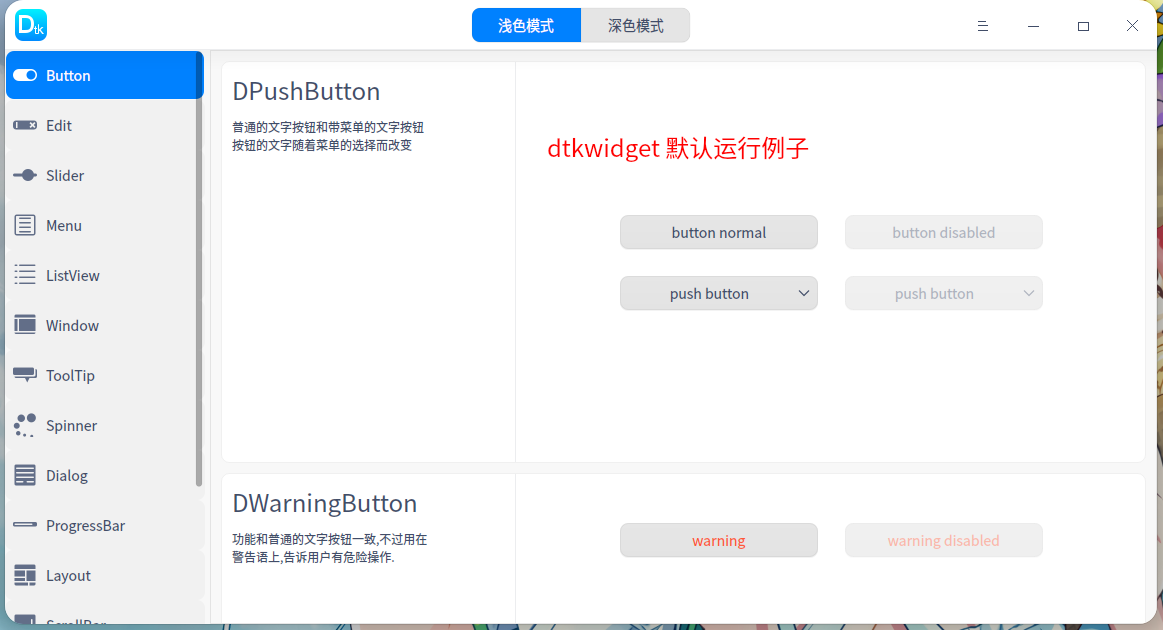 Dtk
浅色模式
深色模式
Button
Edit
Slider
Menu
ListView
Window
ToolTip
Spinner
Dialog
ProgressBar
Layout
ScrollBar
DPushButton
普通的文字按钮和带菜单的文字按钮
按钮的文字随着菜单的选择而改变
dtkwidget 默认运行例子
button normal
button disabled
push button
push button
DWarningButton
功能和普通的文字按钮一致,不过用在
警告语上,告诉用户有危险操作.
warning
warning disabled